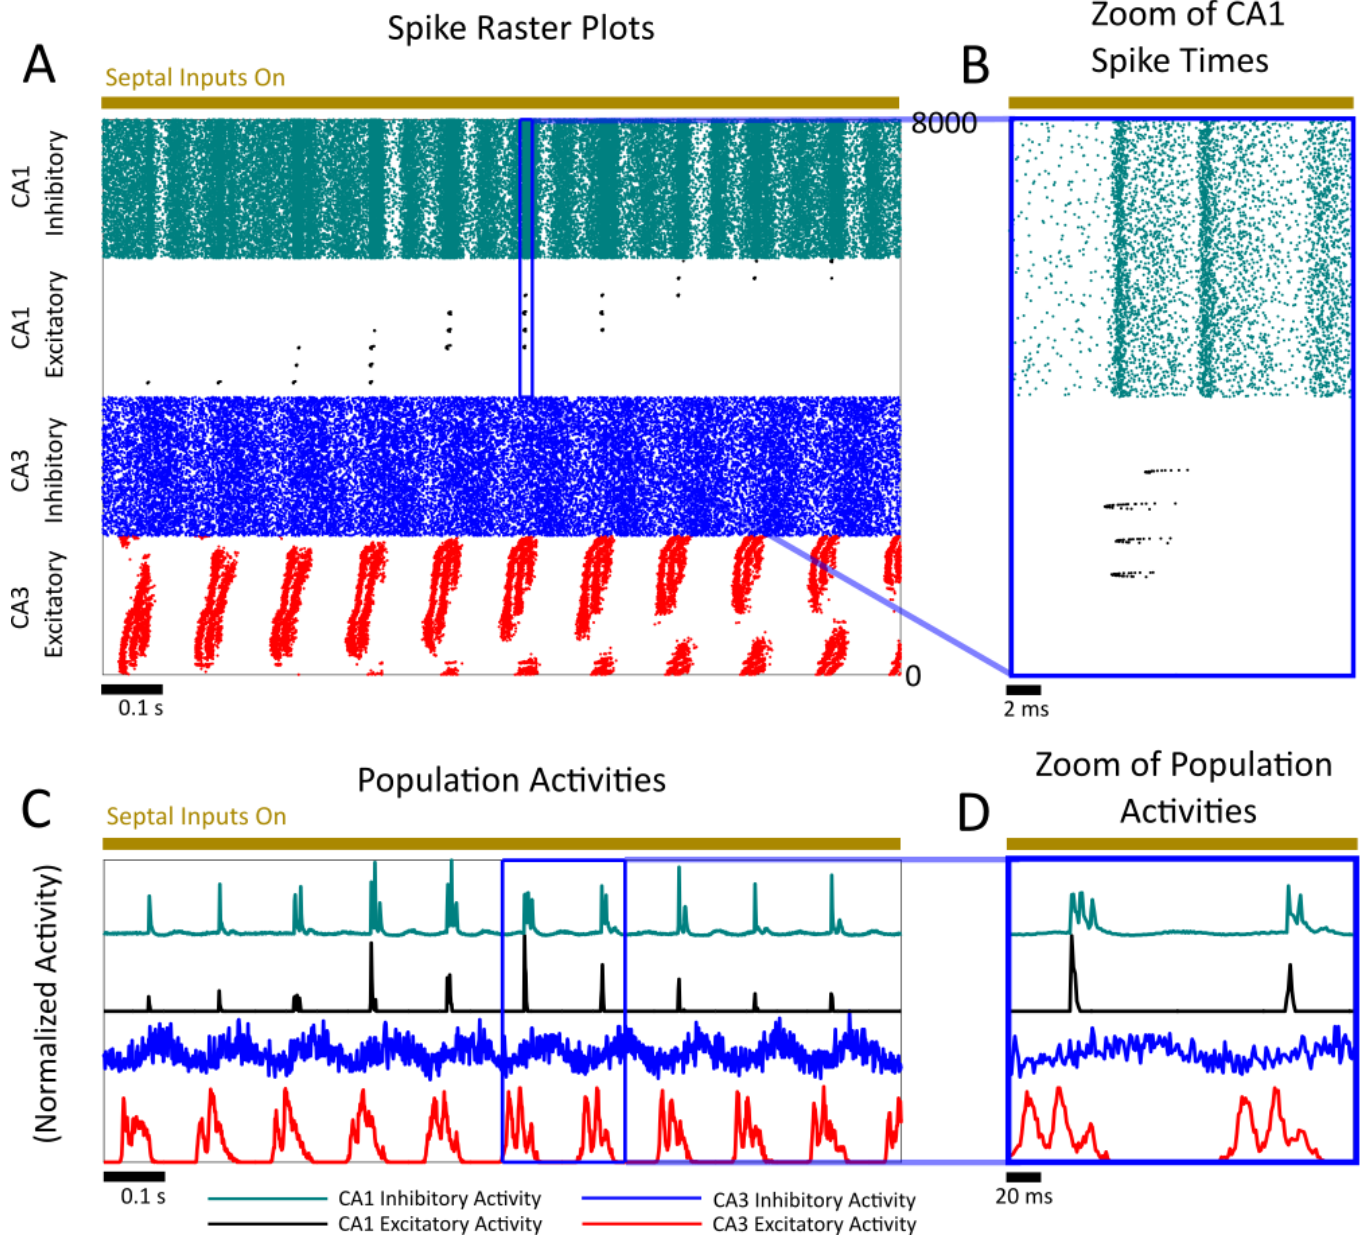 Spike Raster Plots
A
Septal Inputs On
CA1
Inhibitory
CA1
Excitatory
CA3
Inhibitory
CA3
Excitatory
8000
0
0.1 s
Zoom of CA1
Spike Times
B
2 ms
Population Activities
C
Septal Inputs On
(Normalized Activity)
0.1 s
Zoom of Population
Activities
D
20 ms
CA1 Inhibitory Activity
CA3 Inhibitory Activity
CA1 Excitatory Activity
CA3 Excitatory Activity